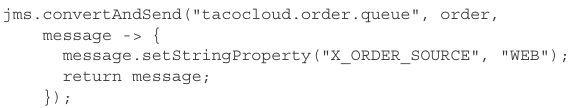 jms.convertAndSend("tacocloud.order.queue", order,
    message -> {
      message.setStringProperty("X_ORDER_SOURCE", "WEB");
      return message;
    });